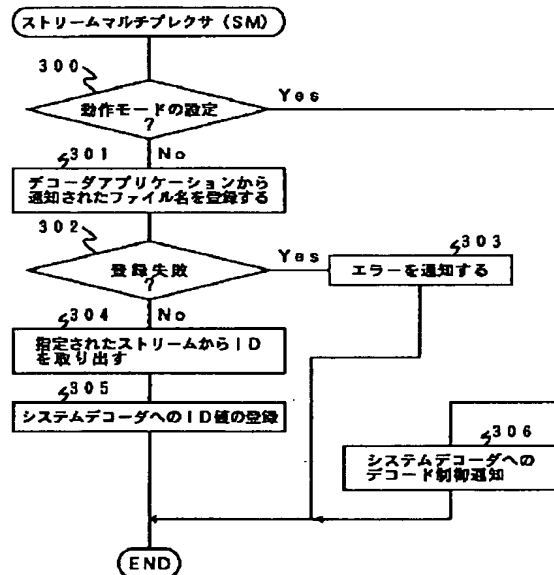 ストリームマルチプレクサ (SM)
300
動作モードの設定
?
Yes
No
301
デコーダアプリケーションから
通知されたファイル名を登録する
302
登録失敗
?
Yes
303
エラーを通知する
No
304
指定されたストリームからID
を取り出す
305
システムデコーダへのID値の登録
306
システムデコーダへの
デコード制御通知
END